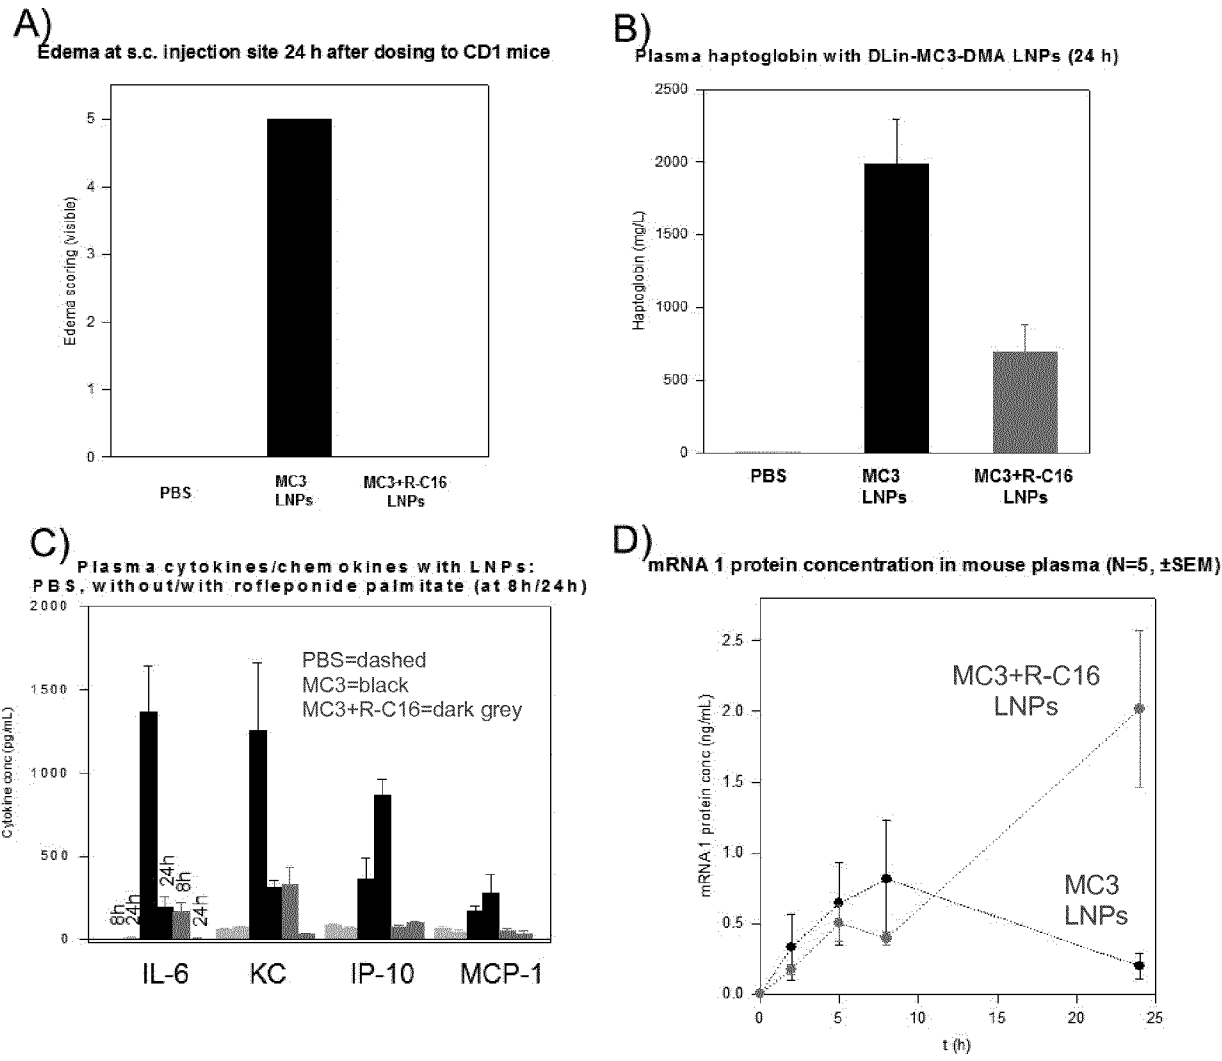 A)
Edema at s.c. injection site 24 h after dosing to CD1 mice
5
4
3
2
1
0
Edema scoring (visible)
PBS
MC3
LNPs
MC3+R-C16
LNPs
B)
Plasma haptoglobin with DLin-MC3-DMA LNPs (24 h)
2500
2000
1500
1000
500
0
Haptoglobin (mg/L)
PBS
MC3
LNPs
MC3+R-C16
LNPs
C)
Plasma cytokines/chemokines with LNPs:
PBS, without/with rofleponide palmitate (at 8h/24h)
2000
1500
1000
500
0
Cytokine conc (pg/mL)
PBS=dashed
MC3=black
MC3+R-C16=dark grey
8h
24h
24h
8h
24h
IL-6
KC
IP-10
MCP-1
D)
mRNA 1 protein concentration in mouse plasma (N=5, ±SEM)
2.5
2.0
1.5
1.0
0.5
0.0
mRNA 1 protein conc (ng/mL)
MC3+R-C16
LNPs
MC3
LNPs
0
5
10
15
20
25
t (h)